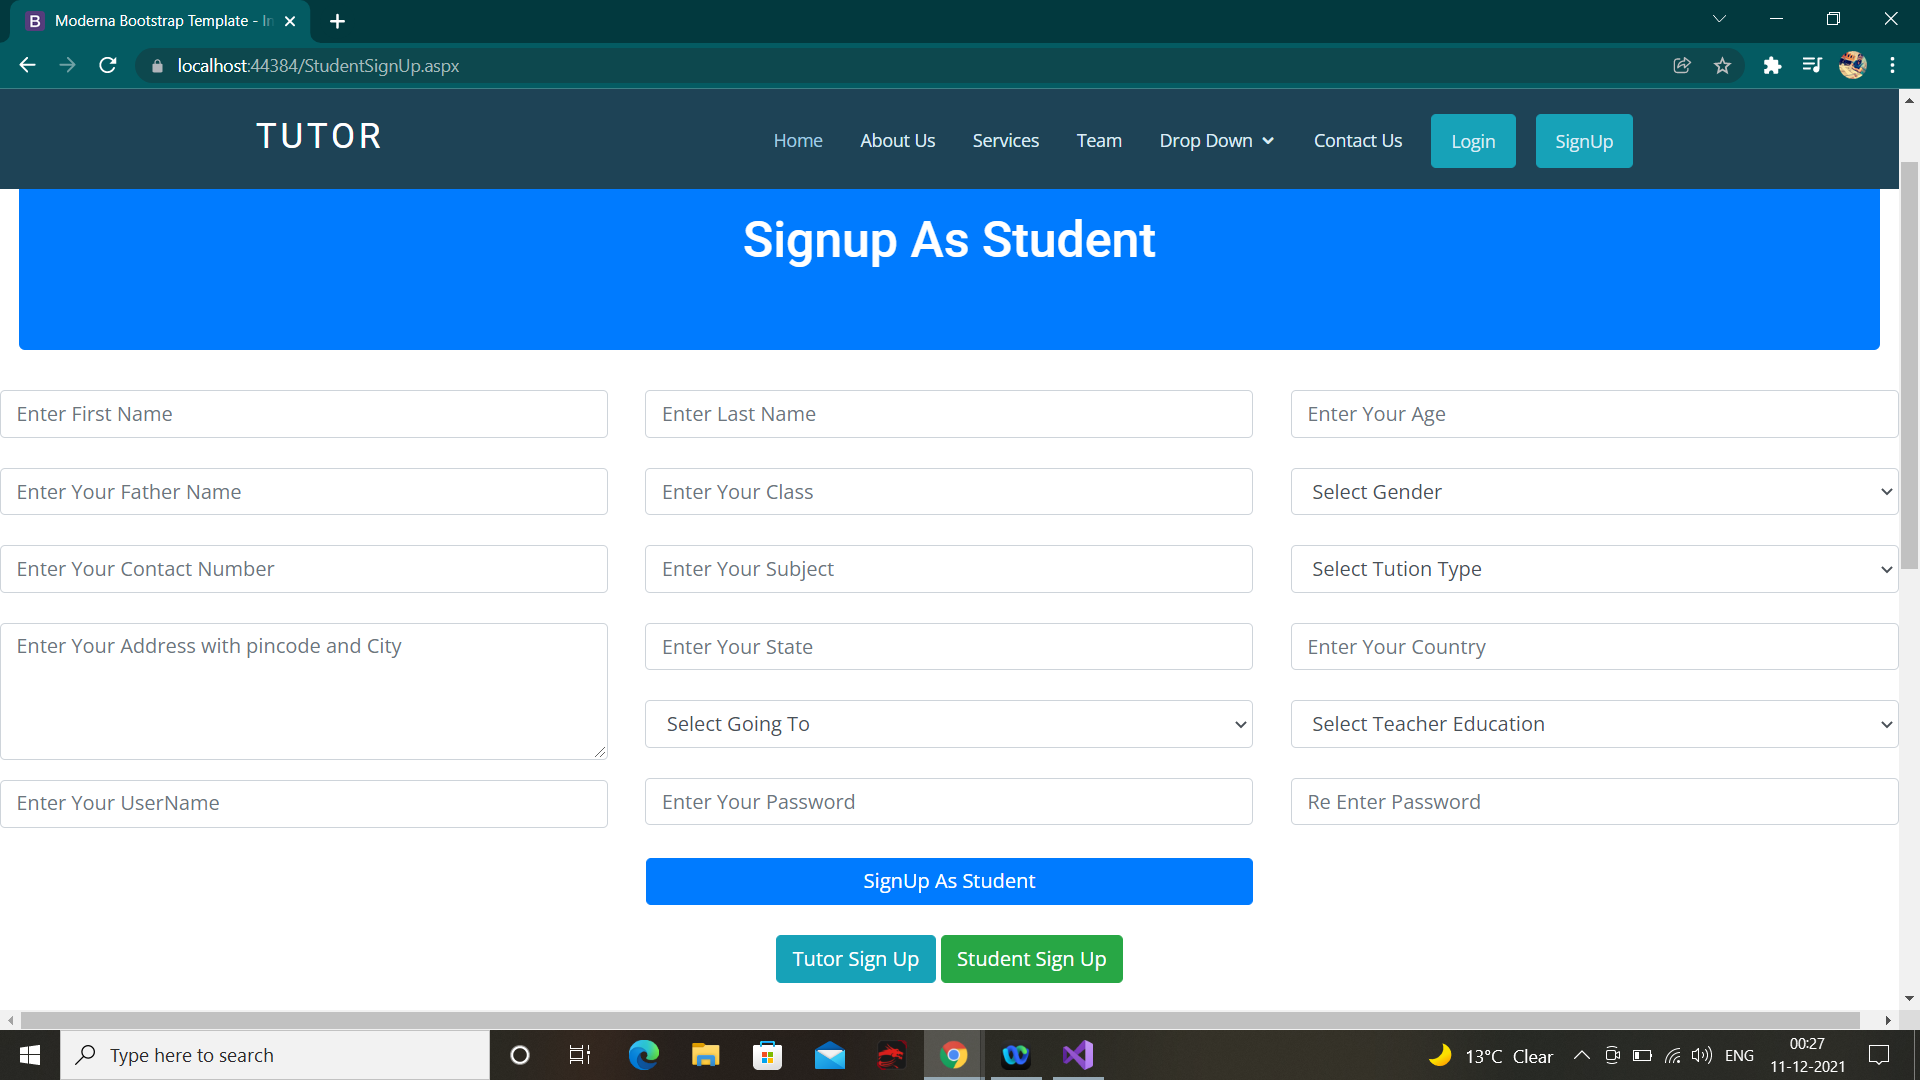 Moderna Bootstrap Template - In
localhost:44384/StudentSignUp.aspx
TUTOR
Home About Us Services Team Drop Down Contact Us Login SignUp
Signup As Student
Enter First Name Enter Last Name Enter Your Age
Enter Your Father Name Enter Your Class Select Gender
Enter Your Contact Number Enter Your Subject Select Tution Type
Enter Your Address with pincode and City Enter Your State Enter Your Country
Select Going To Select Teacher Education
Enter Your UserName Enter Your Password Re Enter Password
SignUp As Student
Tutor Sign Up Student Sign Up
Type here to search
13°C Clear
ENG
00:27
11-12-2021